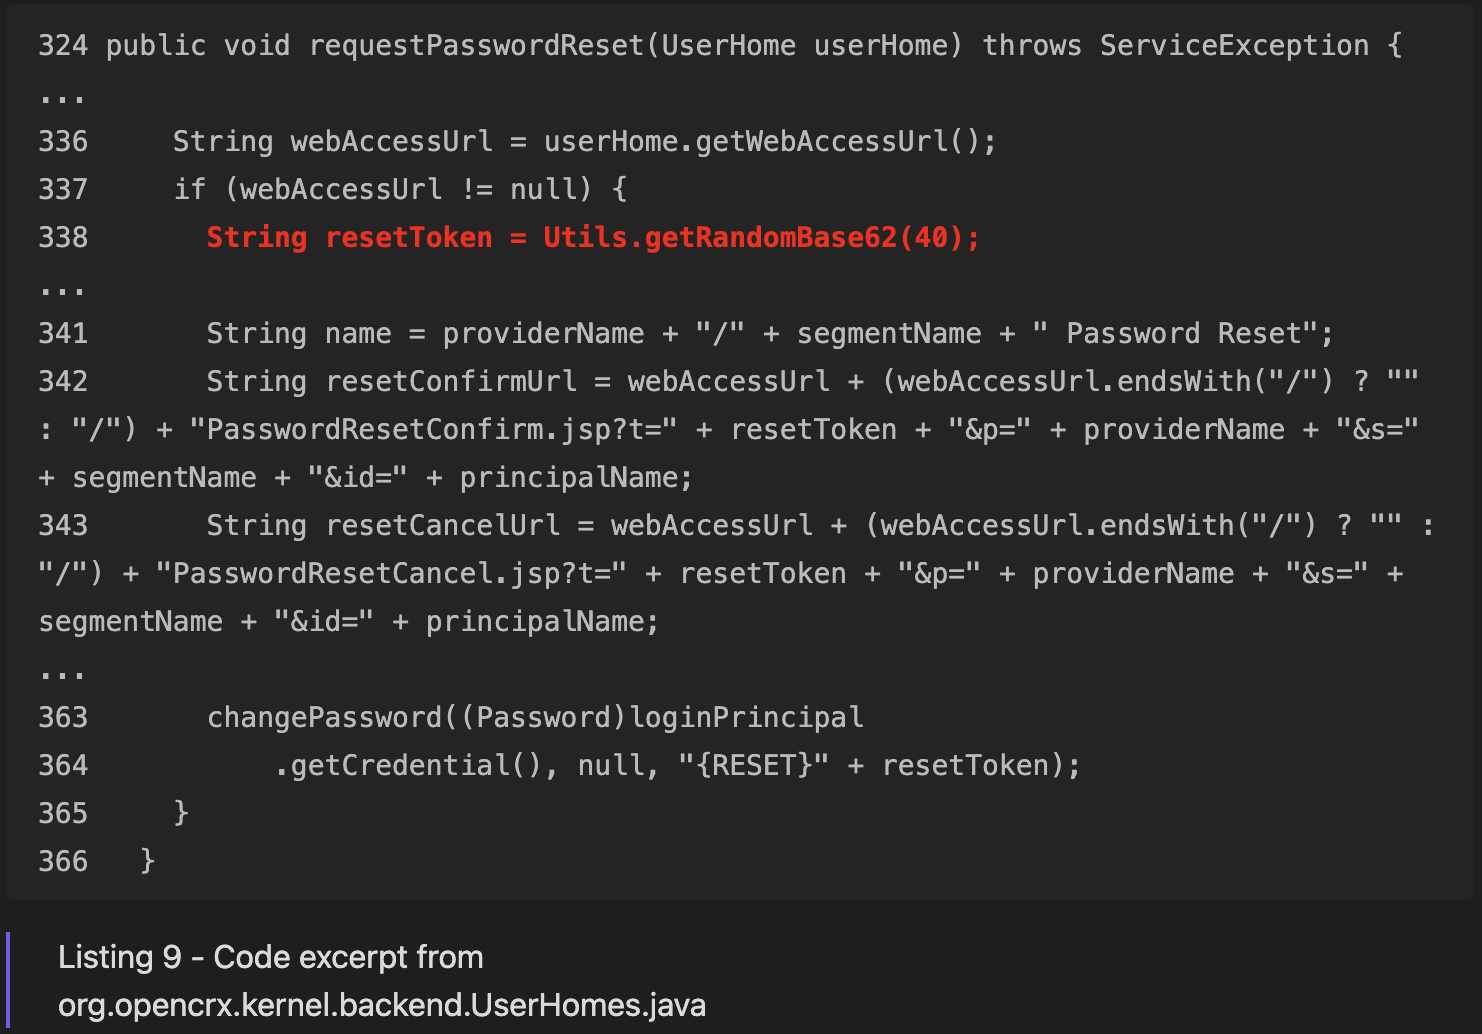 324 public void requestPasswordReset(UserHome userHome) throws ServiceException {
...
336     String webAccessUrl = userHome.getWebAccessUrl();
337     if (webAccessUrl != null) {
338       String resetToken = Utils.getRandomBase62(40);
...
341       String name = providerName + "/" + segmentName + " Password Reset";
342       String resetConfirmUrl = webAccessUrl + (webAccessUrl.endsWith("/") ? ""
: "/") + "PasswordResetConfirm.jsp?t=" + resetToken + "&p=" + providerName + "&s="
+ segmentName + "&id=" + principalName;
343       String resetCancelUrl = webAccessUrl + (webAccessUrl.endsWith("/") ? "" :
"/") + "PasswordResetCancel.jsp?t=" + resetToken + "&p=" + providerName + "&s=" +
segmentName + "&id=" + principalName;
...
363       changePassword((Password)loginPrincipal
364           .getCredential(), null, "{RESET}" + resetToken);
365     }
366   }
Listing 9 - Code excerpt from
org.opencrx.kernel.backend.UserHomes.java